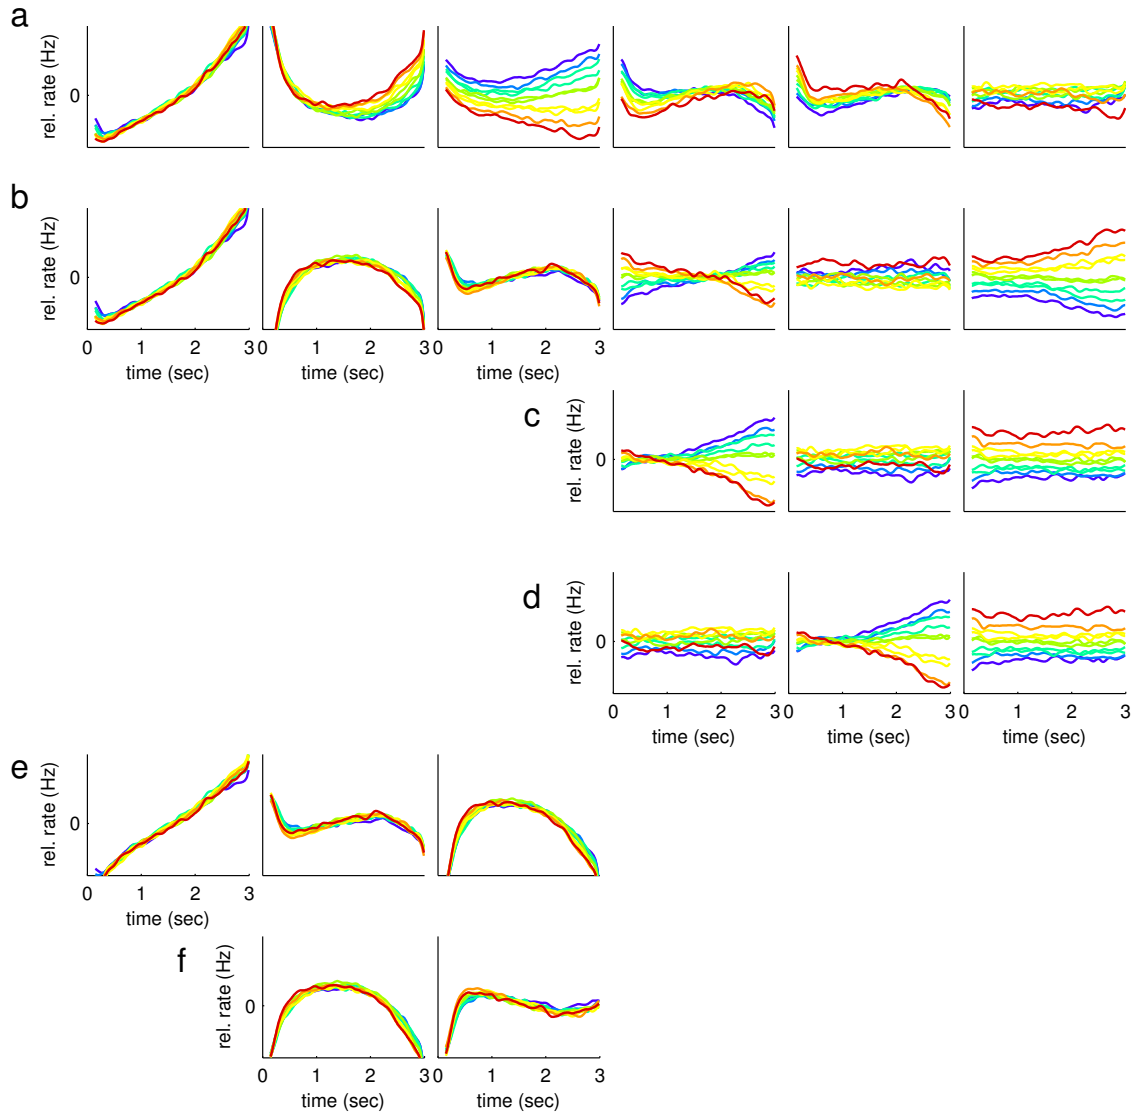 a
rel. rate (Hz)
0
b
rel. rate (Hz)
0
0 1 2 3
0 1 2 3
0 1 2 3
time (sec)
time (sec)
time (sec)
c
rel. rate (Hz)
0
d
rel. rate (Hz)
0
0 1 2 3
0 1 2 3
0 1 2 3
time (sec)
time (sec)
time (sec)
e
rel. rate (Hz)
0
0 1 2 3
time (sec)
f
rel. rate (Hz)
0
0 1 2 3
0 1 2 3
time (sec)
time (sec)